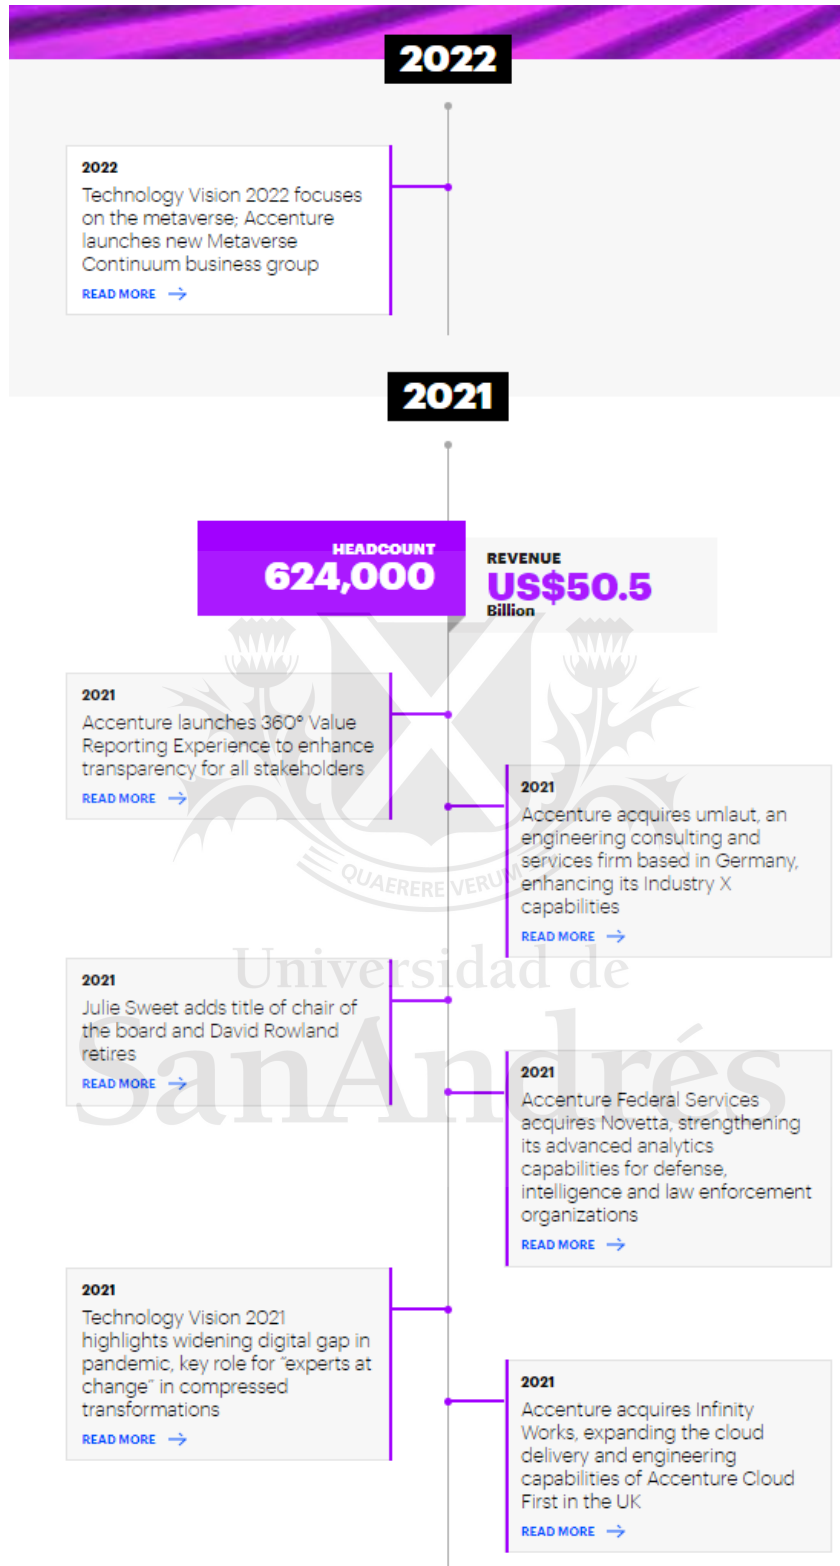 2022
2022
Technology Vision 2022 focuses
on the metaverse; Accenture
launches new Metaverse
Continuum business group
READ MORE
2021
HEADCOUNT
624,000
REVENUE
US$50.5
Billion
2021
Accenture launches 360° Value
Reporting Experience to enhance
transparency for all stakeholders
READ MORE
2021
Accenture acquires umlaut, an
engineering consulting and
services firm based in Germany,
enhancing its Industry X
capabilities
READ MORE
QUAERERE VERUM
Universidad de
SanAndrés
2021
Julie Sweet adds title of chair of
the board and David Rowland
retires
READ MORE
2021
Accenture Federal Services
acquires Novetta, strengthening
its advanced analytics
capabilities for defense,
intelligence and law enforcement
organizations
READ MORE
2021
Technology Vision 2021
highlights widening digital gap in
pandemic, key role for “experts at
change” in compressed
transformations
READ MORE
2021
Accenture acquires Infinity
Works, expanding the cloud
delivery and engineering
capabilities of Accenture Cloud
First in the UK
READ MORE